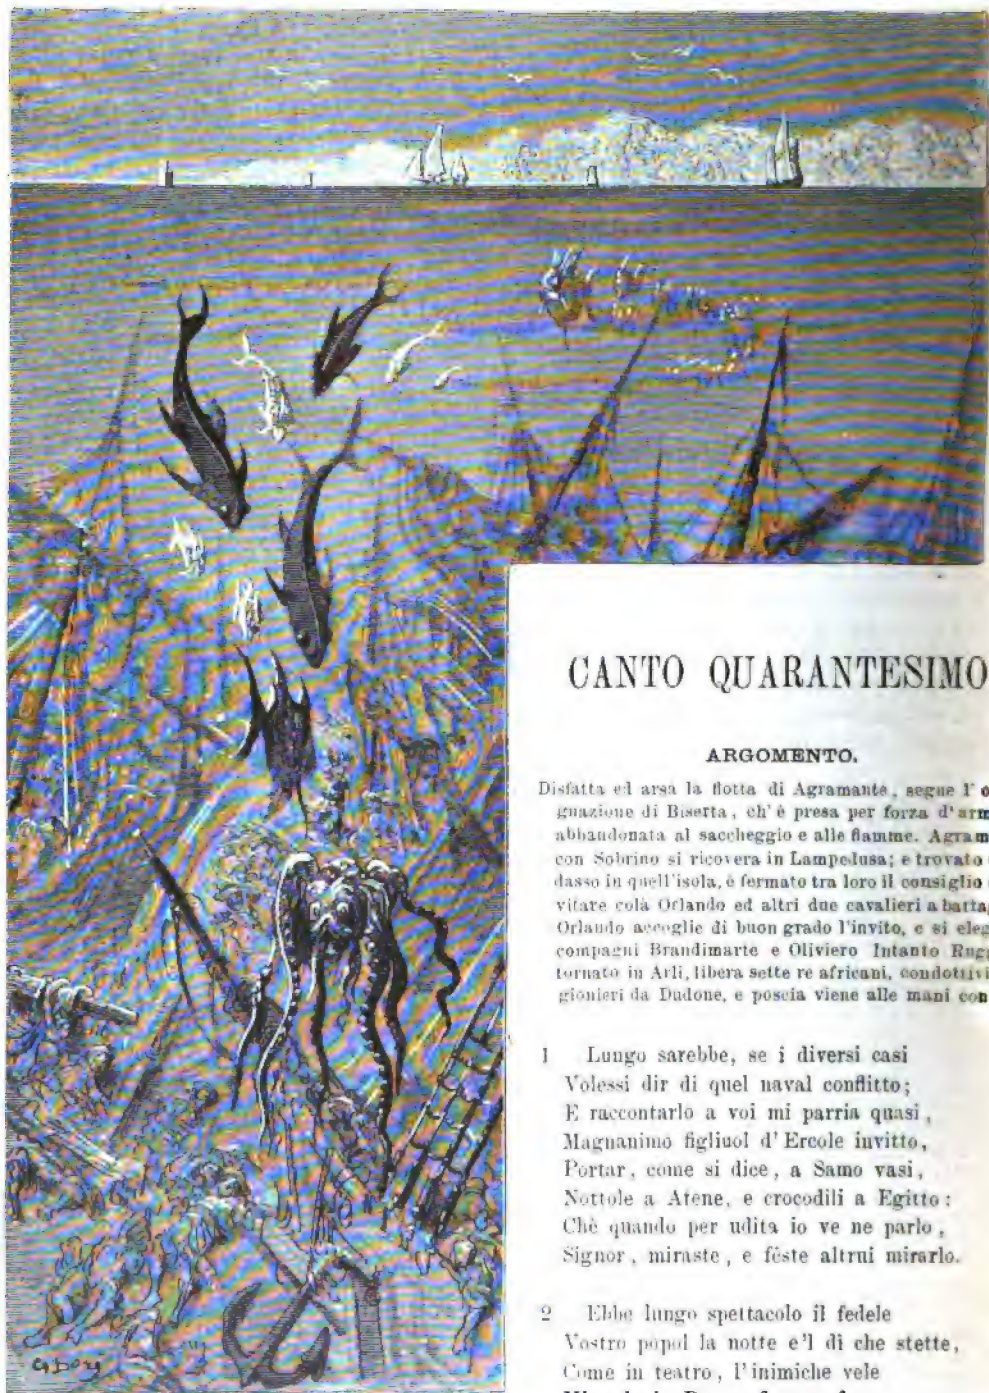 CANTO QUARANTESIMO
ARGOMENTO.
Disfatta ed arsa la flotta di Agramante, segue l'
gnazione di Biserta, ch'è presa per forza d'arm
abbandonata al saccheggio e alle fiamme. Agram
con Sobrino si ricovera in Lampedusa; e trovato
dasso in quell'isola, è fermato tra loro il consiglio
vitare colà Orlando ed altri due cavalieri a batta
Orlando accoglie di buon grado l'invito, e si eleg
compagni Brandimarte e Oliviero Intanto Rugg
tornato in Arli, libera sette re africani, condottivi
gionieri da Dudone, e poscia viene alle mani con
1 Lungo sarebbe, se i diversi casi
Volessi dir di quel naval conflitto;
E raccontarlo a voi mi parria quasi,
Magnanimo figliuol d'Ercole invitto,
Portar, come si dice, a Samo vasi,
Nottole a Atene, e crocodili a Egitto:
Chè quando per udita io ve ne parlo,
Signor, miraste, e féste altrui mirarlo.
2 Ebbe lungo spettacolo il fedele
Vostro popol la notte e 'l dì che stette,
Come in teatro, l'inimiche vele
G. Doré